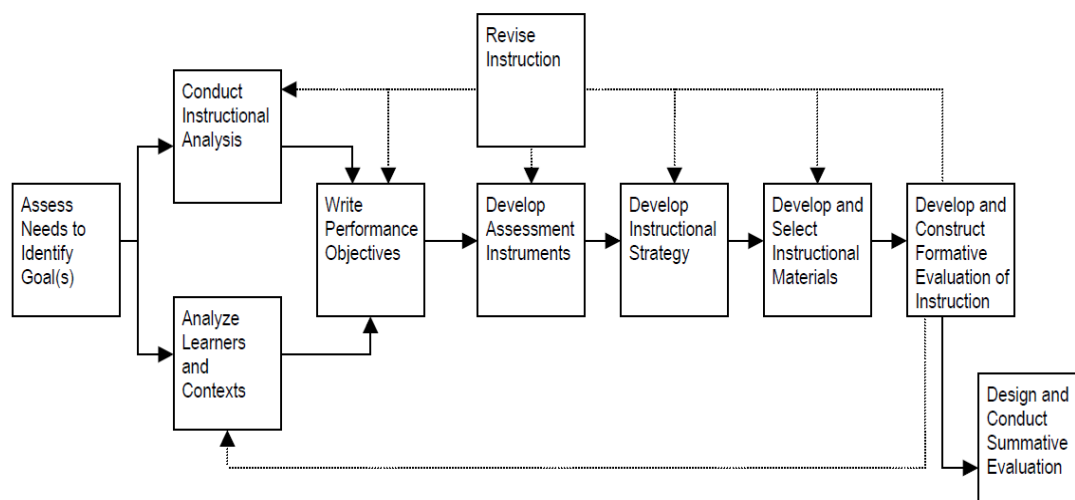 Revise
Instruction
Conduct
Instructional
Analysis
Assess
Needs to
Identify
Goal(s)
Write
Performance
Objectives
Develop
Assessment
Instruments
Develop
Instructional
Strategy
Develop and
Select
Instructional
Materials
Develop and
Construct
Formative
Evaluation of
Instruction
Analyze
Learners
and
Contexts
Design and
Conduct
Summative
Evaluation